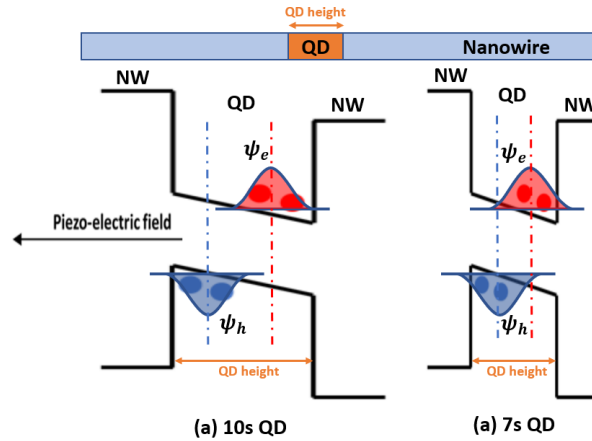 QD height
QD
Nanowire
NW
QD
NW
ψe
Piezo-electric field
ψh
QD height
(a) 10s QD
NW
QD
NW
ψe
ψh
QD height
(a) 7s QD